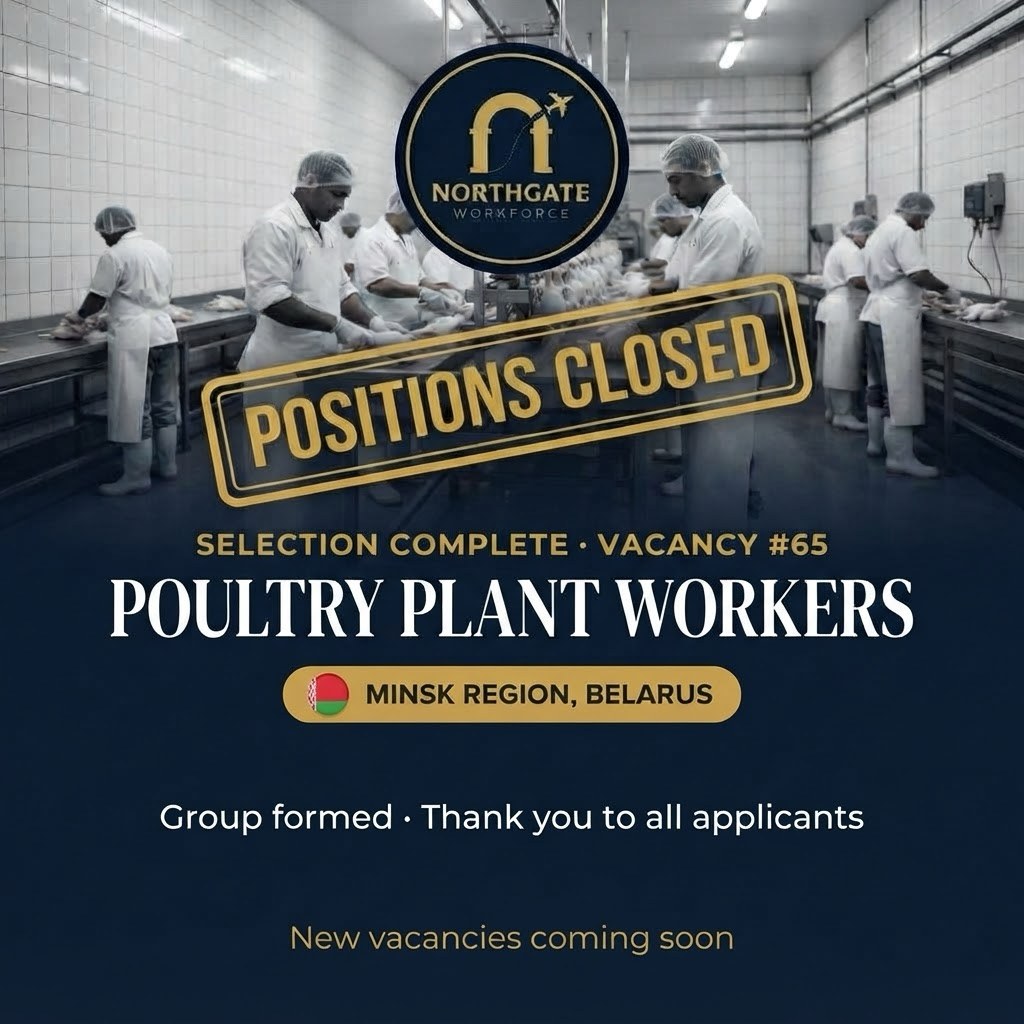 NORTHGATE
WORKFORCE
POSITIONS CLOSED
SELECTION COMPLETE · VACANCY #65
POULTRY PLANT WORKERS
MINSK REGION, BELARUS
Group formed · Thank you to all applicants
New vacancies coming soon